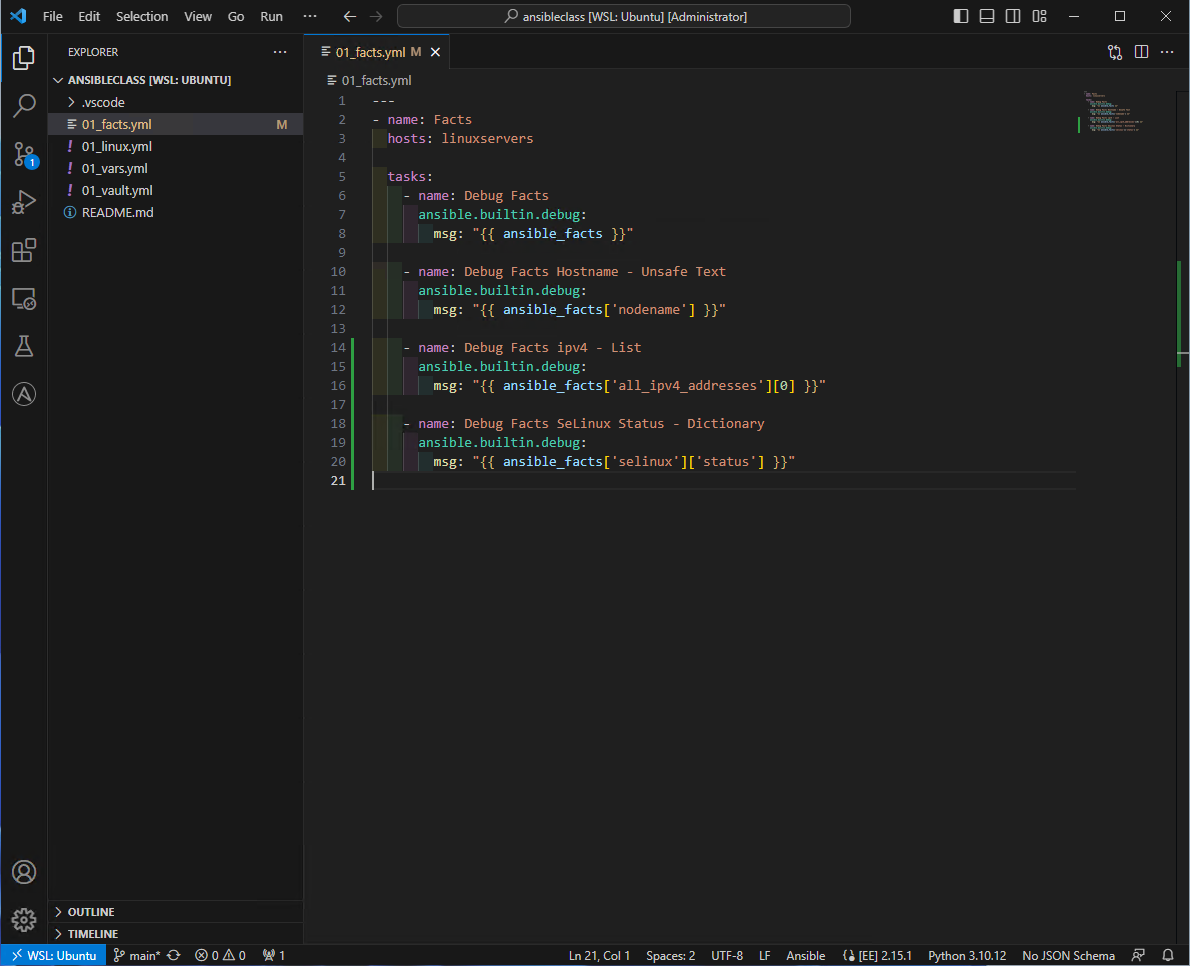 File Edit Selection View Go Run ··· ansibleclass [WSL: Ubuntu] [Administrator]
EXPLORER ···
ANSIBLECLASS [WSL: UBUNTU]
.vscode
01_facts.yml M
01_linux.yml
01_vars.yml
01_vault.yml
README.md
OUTLINE
TIMELINE
1
01_facts.yml M
01_facts.yml
1 ---
2 - name: Facts
3   hosts: linuxservers
4
5   tasks:
6     - name: Debug Facts
7       ansible.builtin.debug:
8         msg: "{{ ansible_facts }}"
9
10     - name: Debug Facts Hostname - Unsafe Text
11       ansible.builtin.debug:
12         msg: "{{ ansible_facts['nodename'] }}"
13
14     - name: Debug Facts ipv4 - List
15       ansible.builtin.debug:
16         msg: "{{ ansible_facts['all_ipv4_addresses'][0] }}"
17
18     - name: Debug Facts SeLinux Status - Dictionary
19       ansible.builtin.debug:
20         msg: "{{ ansible_facts['selinux']['status'] }}"
21
WSL: Ubuntu main* 0 0 1 Ln 21, Col 1 Spaces: 2 UTF-8 LF Ansible [EE] 2.15.1 Python 3.10.12 No JSON Schema